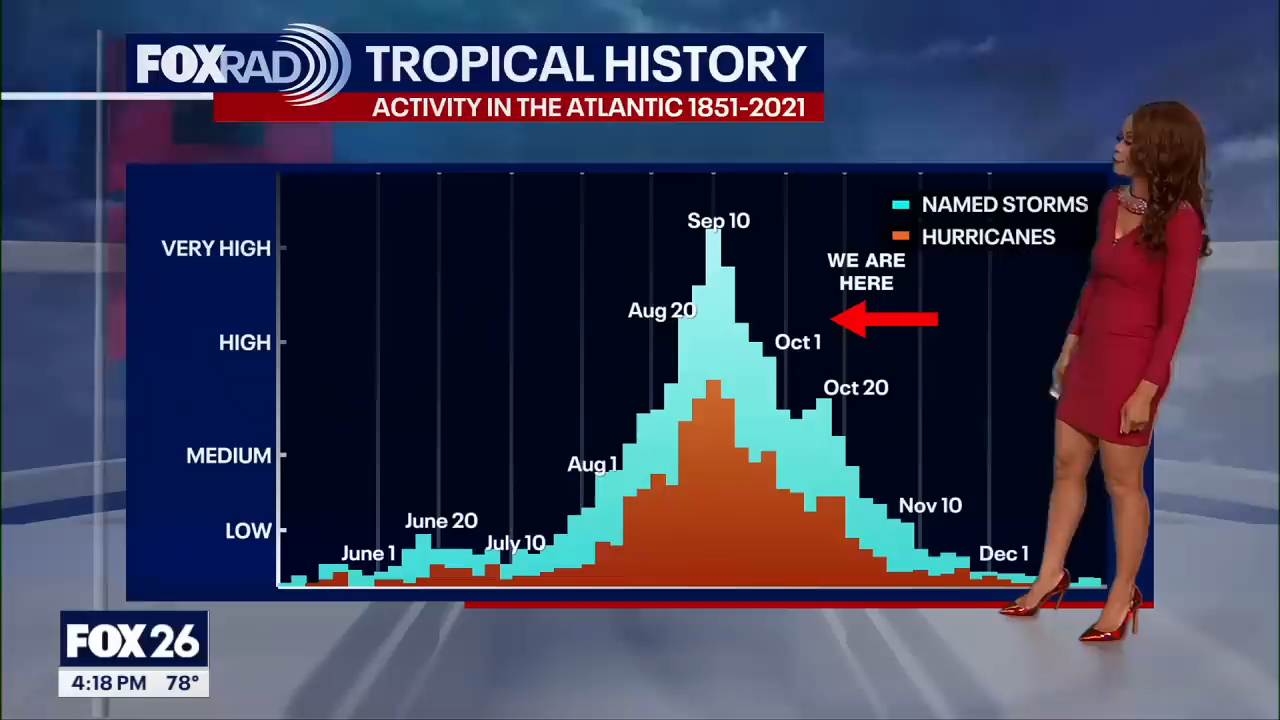 FOXRAD
TROPICAL HISTORY
ACTIVITY IN THE ATLANTIC 1851-2021
NAMED STORMS
HURRICANES
WE ARE
HERE
VERY HIGH
HIGH
MEDIUM
LOW
Sep 10
Aug 20
Oct 1
Oct 20
Aug 1
Nov 10
June 20
July 10
June 1
Dec 1
FOX 26
4:18 PM 78°